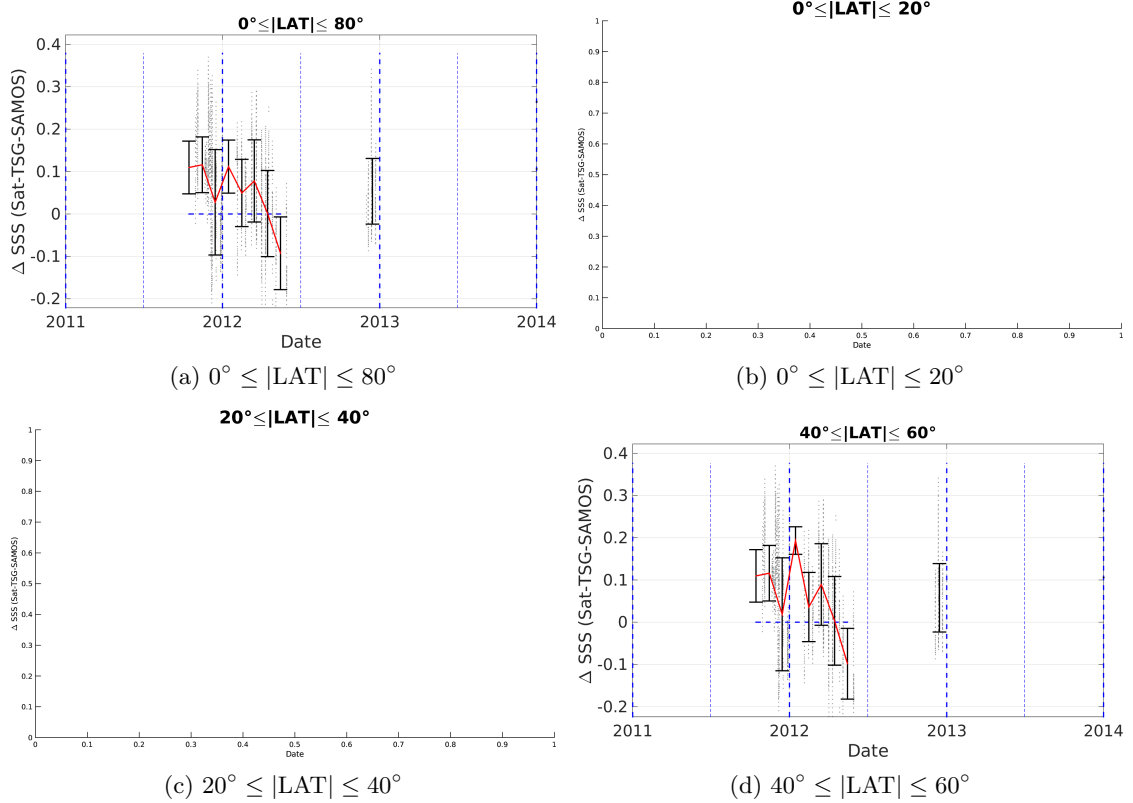 0°≤|LAT|≤ 80°
Δ SSS (Sat-TSG-SAMOS)
0.4
0.3
0.2
0.1
0
-0.1
-0.2
2011 2012 2013 2014
Date
(a) 0° ≤ |LAT| ≤ 80°
0°≤|LAT|≤ 20°
Δ SSS (Sat-TSG-SAMOS)
1
0.9
0.8
0.7
0.6
0.5
0.4
0.3
0.2
0.1
0
0 0.1 0.2 0.3 0.4 0.5 0.6 0.7 0.8 0.9 1
Date
(b) 0° ≤ |LAT| ≤ 20°
20°≤|LAT|≤ 40°
Δ SSS (Sat-TSG-SAMOS)
1
0.9
0.8
0.7
0.6
0.5
0.4
0.3
0.2
0.1
0
0 0.1 0.2 0.3 0.4 0.5 0.6 0.7 0.8 0.9 1
Date
(c) 20° ≤ |LAT| ≤ 40°
40°≤|LAT|≤ 60°
Δ SSS (Sat-TSG-SAMOS)
0.4
0.3
0.2
0.1
0
-0.1
-0.2
2011 2012 2013 2014
Date
(d) 40° ≤ |LAT| ≤ 60°